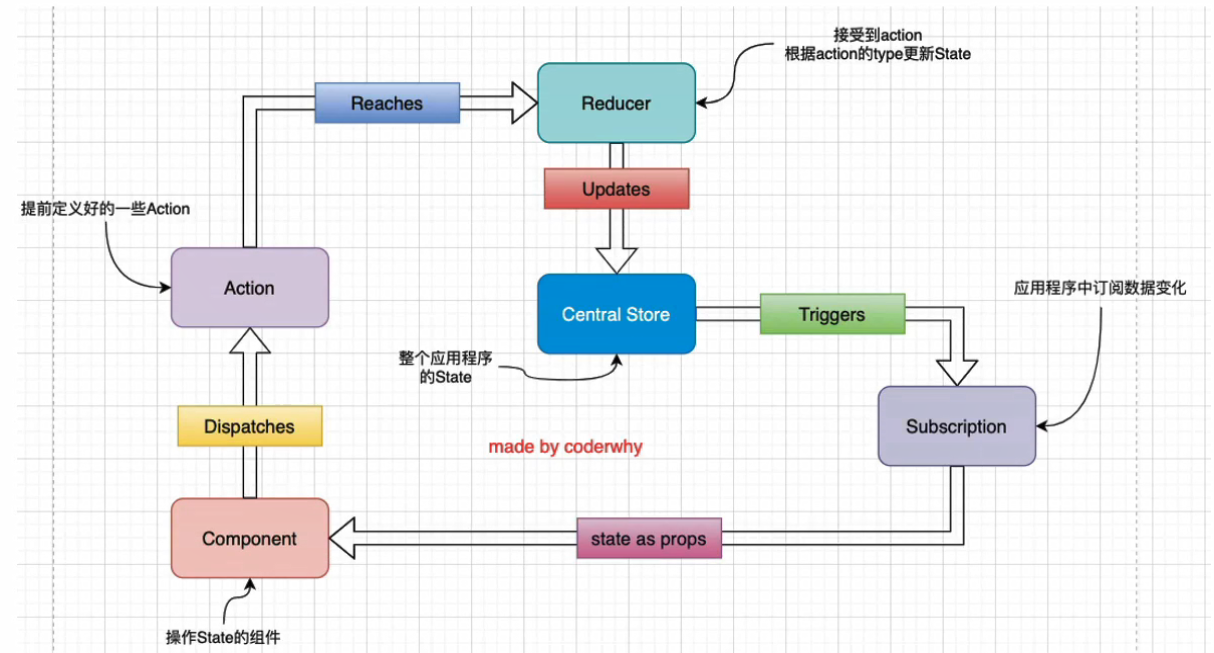 接受到action
根据action的type更新State
Reaches
Reducer
Updates
提前定义好的一些Action
Action
Central Store
Triggers
应用程序中订阅数据变化
整个应用程序
的State
Dispatches
made by coderwhy
Subscription
Component
state as props
操作State的组件